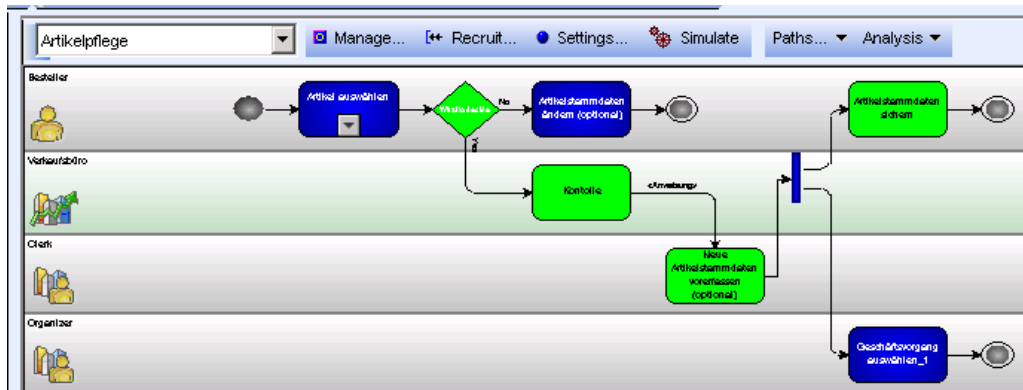 Artikelpflege
Manage...
Recruit...
Settings...
Simulate
Paths...
Analysis
Besteller
Artikel auswählen
No
Artikelstammdaten
ändern (optional)
Artikelstammdaten
sichern
Yes
Verkaufsbüro
Kontolle
<Anweisung>
Clerk
Neue
Artikelstammdaten
vorerfassen
(optional)
Organizer
Geschäftsvorgang
auswählen_1